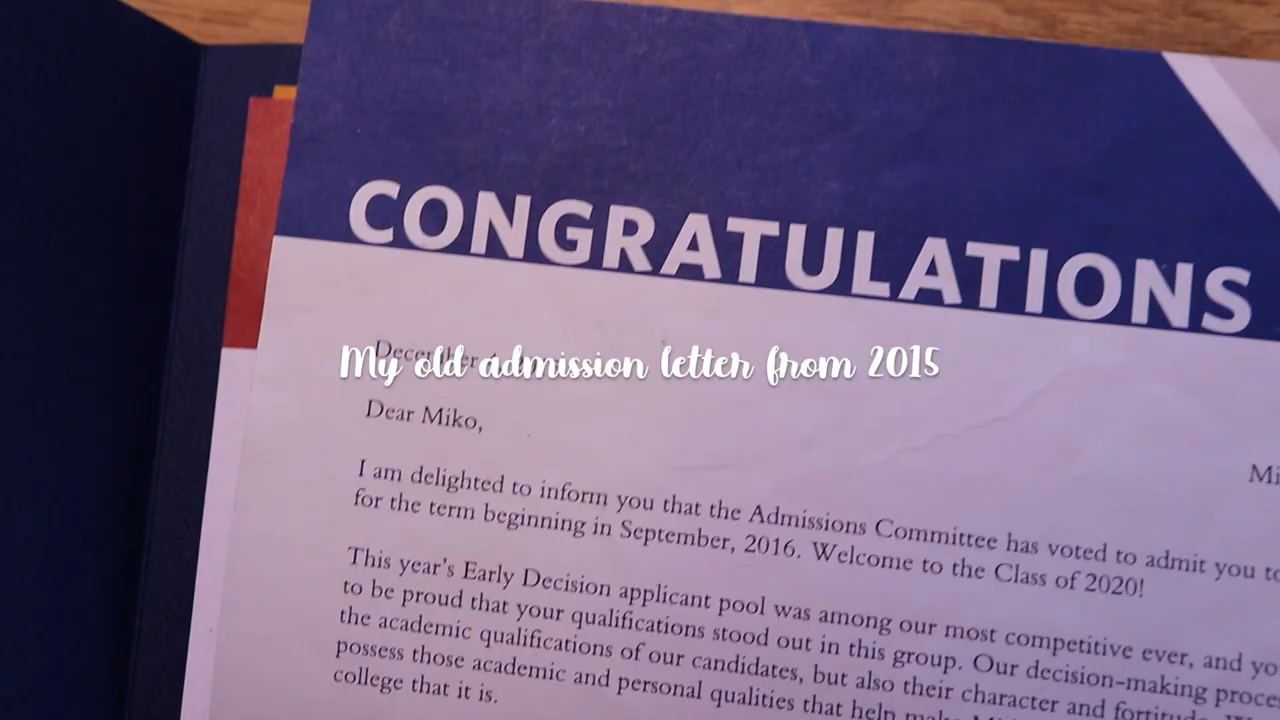 CONGRATULATIONS
My old admission letter from 2015
Dear Miko,
I am delighted to inform you that the Admissions Committee has voted to admit you to
for the term beginning in September, 2016. Welcome to the Class of 2020!
This year's Early Decision applicant pool was among our most competitive ever, and yo
to be proud that your qualifications stood out in this group. Our decision-making proce
the academic qualifications of our candidates, but also their character and fortitude.
possess those academic and personal qualities that help make
college that it is.